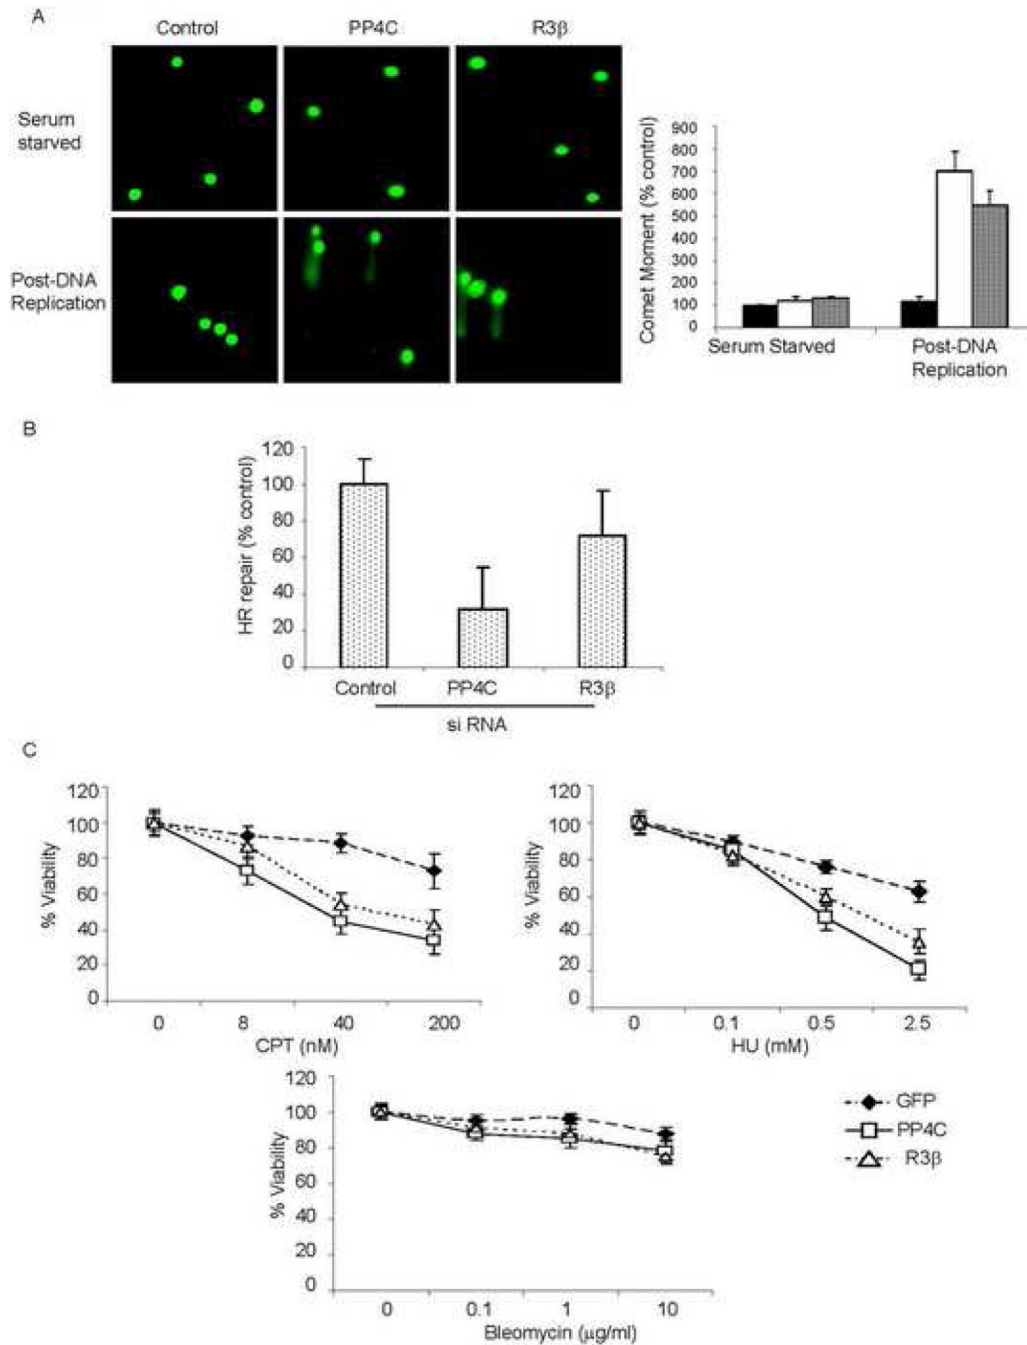 A
Control
PP4C
R3β
Serum
starved
Post-DNA
Replication
Comet Moment (% control)
900
800
700
600
500
400
300
200
100
0
Serum Starved
Post-DNA
Replication
B
HR repair (% control)
120
100
80
60
40
20
0
Control
PP4C
R3β
si RNA
C
% Viability
120
100
80
60
40
20
0
0
8
40
200
CPT (nM)
% Viability
120
100
80
60
40
20
0
0
0.1
0.5
2.5
HU (mM)
% Viability
120
100
80
60
40
20
0
0
0.1
1
10
Bleomycin (μg/ml)
GFP
PP4C
R3β